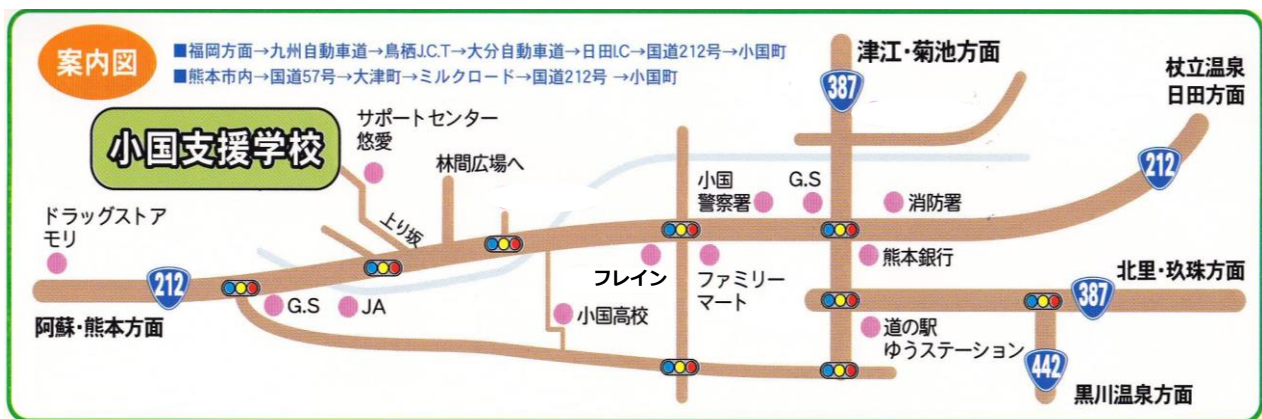 案内図
■福岡方面→九州自動車道→鳥栖J.C.T→大分自動車道→日田I.C→国道212号→小国町
■熊本市内→国道57号→大津町→ミルクロード→国道212号 →小国町
津江・菊池方面
387
杖立温泉
日田方面
小国支援学校
サポートセンター
悠愛
林間広場へ
小国
警察署
G.S
消防署
212
ドラッグストア
モリ
上り坂
フレイン
ファミリー
マート
熊本銀行
北里・玖珠方面
212
G.S
JA
小国高校
387
阿蘇・熊本方面
道の駅
ゆうステーション
442
黒川温泉方面